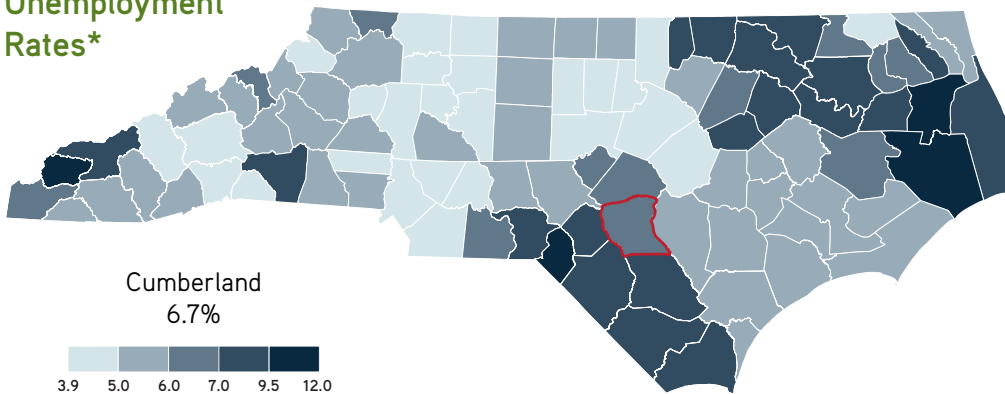 Unemployment
Rates*
Cumberland
6.7%
3.9 5.0 6.0 7.0 9.5 12.0